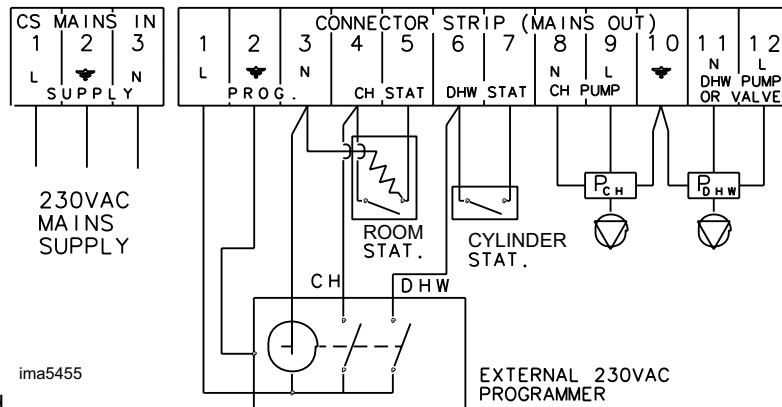 CS MAINS IN
1 2 3
L N
SUPPLY
230VAC
MAINS
SUPPLY
CONNECTOR STRIP (MAINS OUT)
1 2 3 4 5 6 7 8 9 10 11 12
L N N L N L
PROG. CH STAT DHW STAT CH PUMP DHW PUMP
OR VALVE
ROOM
STAT.
CYLINDER
STAT.
PCH
PDHW
CH DHW
EXTERNAL 230VAC
PROGRAMMER
ima5455